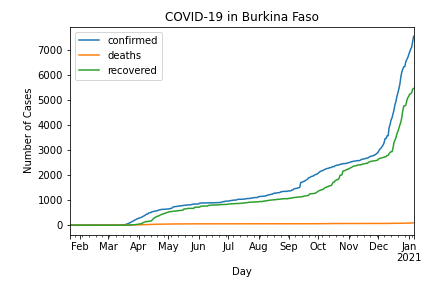 COVID-19 in Burkina Faso
confirmed
deaths
recovered
Number of Cases
7000
6000
5000
4000
3000
2000
1000
0
Feb Mar Apr May Jun Jul Aug Sep Oct Nov Dec Jan
2021
Day